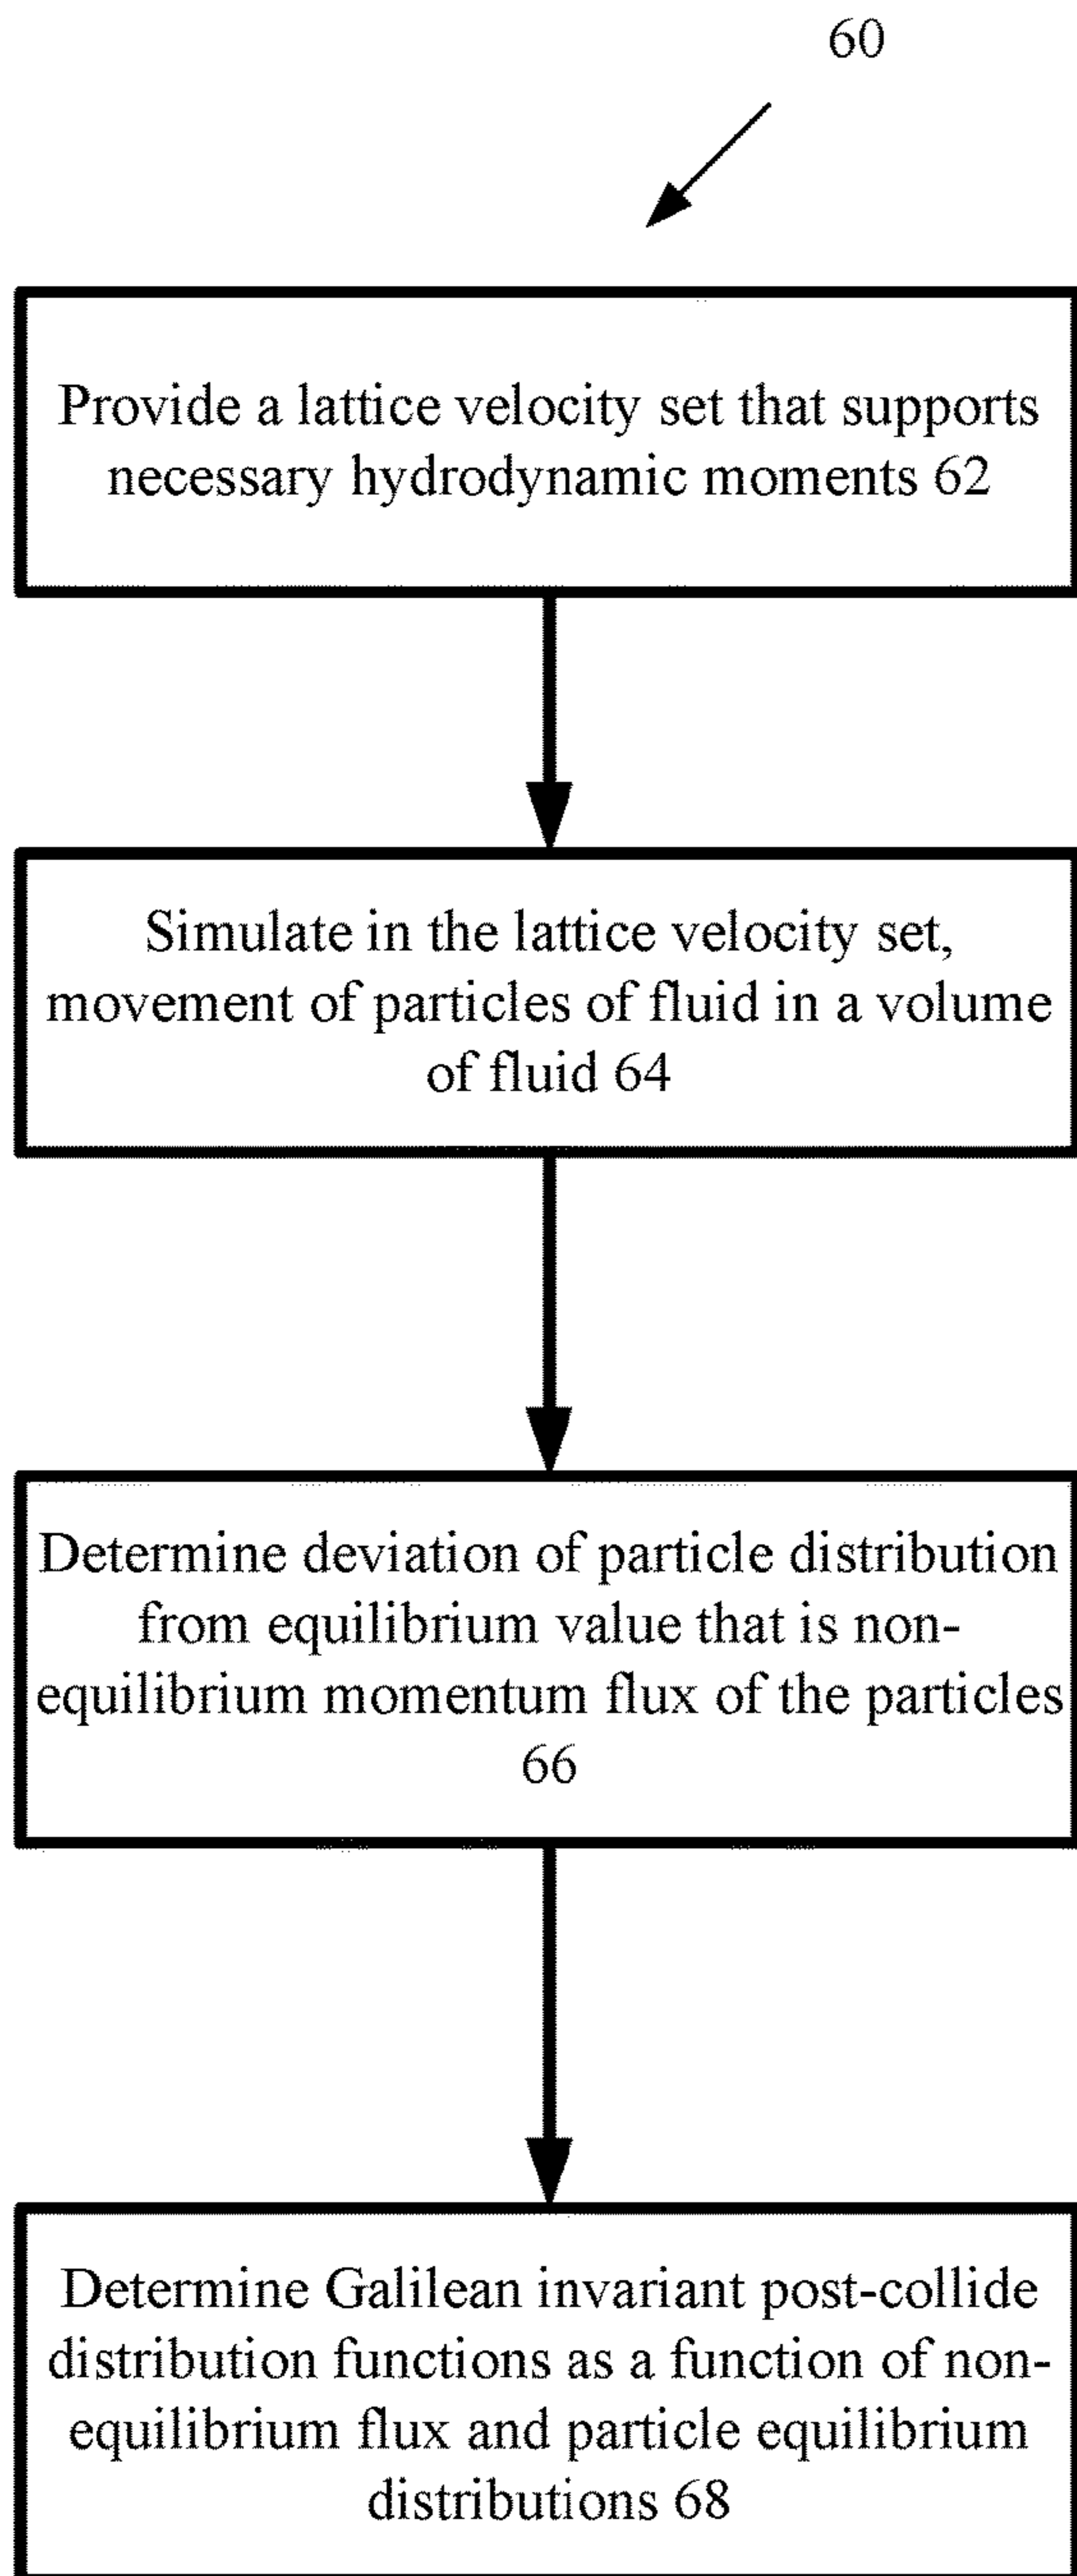 60
Provide a lattice velocity set that supports
necessary hydrodynamic moments 62
Simulate in the lattice velocity set,
movement of particles of fluid in a volume
of fluid 64
Determine deviation of particle distribution
from equilibrium value that is non-
equilibrium momentum flux of the particles
66
Determine Galilean invariant post-collide
distribution functions as a function of non-
equilibrium flux and particle equilibrium
distributions 68